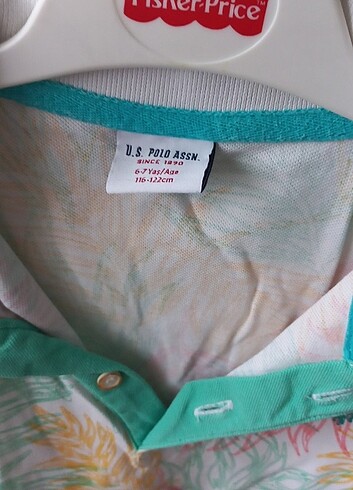 Fisher-Price
U.S. POLO ASSN.
SINCE 1890
6-7 Yaş/Age
116-122cm